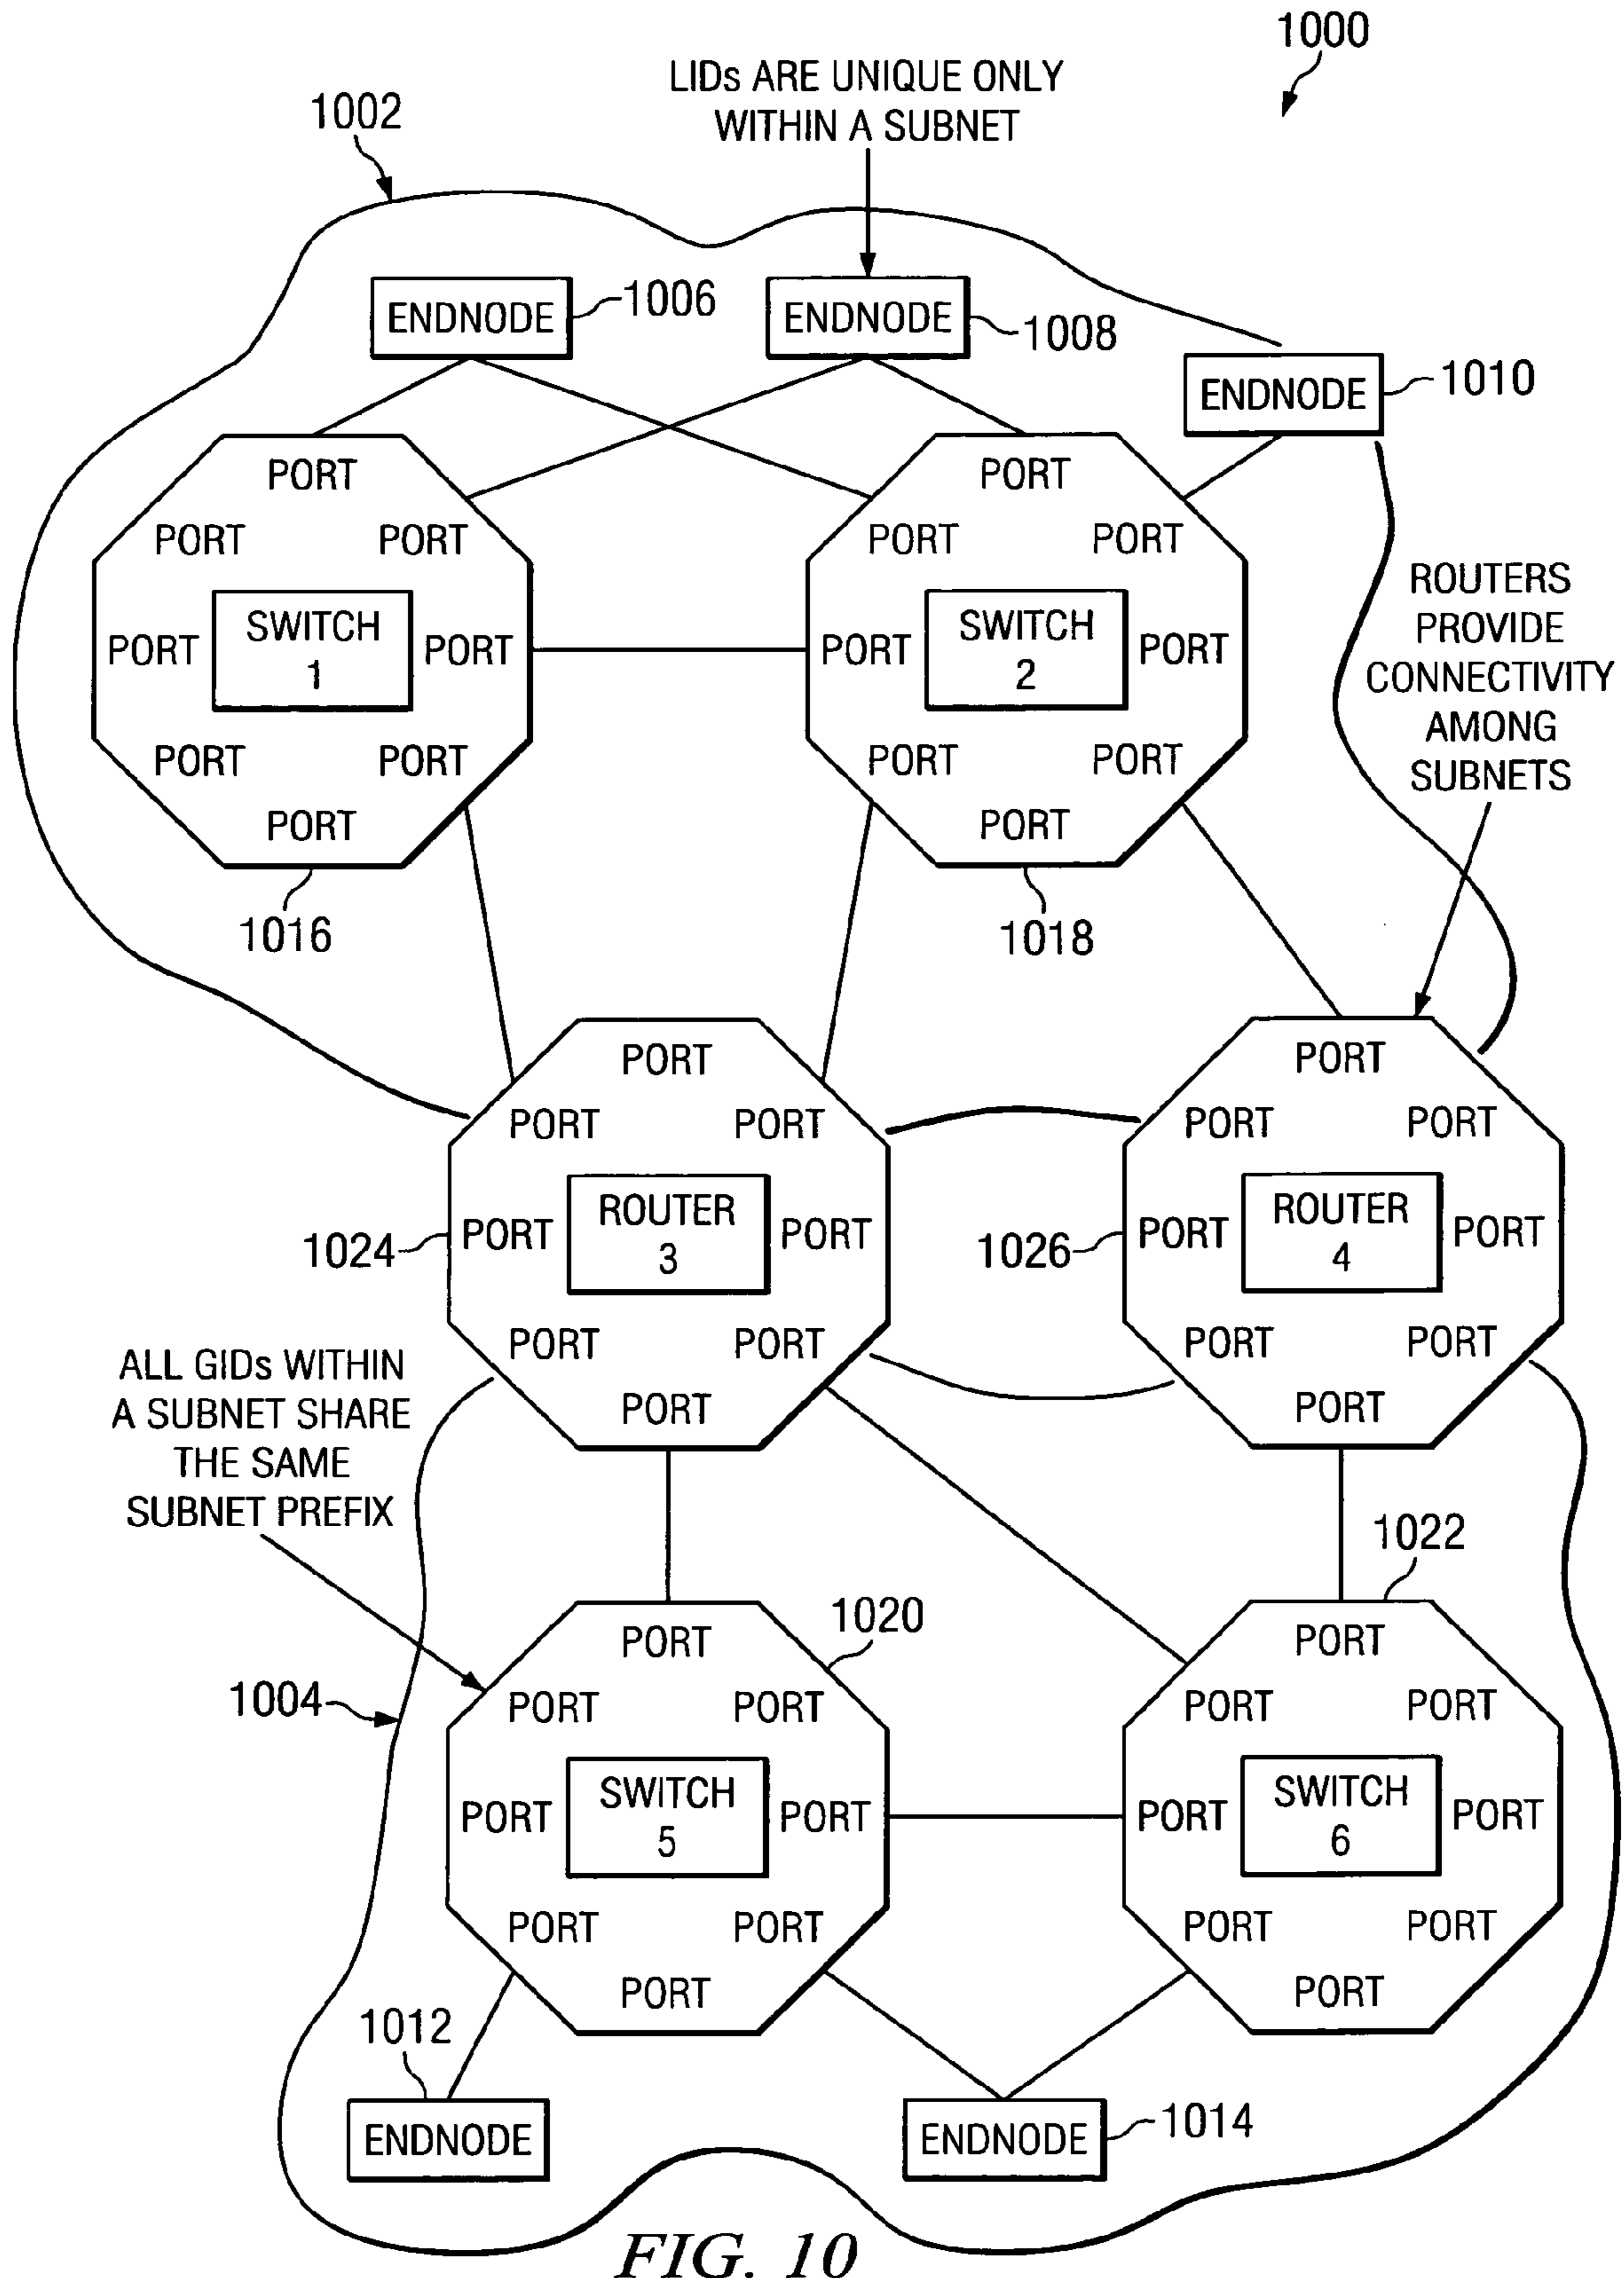 1000
LIDs ARE UNIQUE ONLY
WITHIN A SUBNET
1002
ENDNODE
1006
ENDNODE
1008
ENDNODE
1010
PORT
PORT PORT
PORT SWITCH
1 PORT
PORT PORT
PORT
1016
PORT
PORT PORT
PORT SWITCH
2 PORT
PORT PORT
PORT
1018
ROUTERS
PROVIDE
CONNECTIVITY
AMONG
SUBNETS
PORT
PORT PORT
PORT ROUTER
3 PORT
PORT PORT
PORT
1024
PORT
PORT PORT
PORT ROUTER
4 PORT
PORT PORT
PORT
1026
ALL GIDs WITHIN
A SUBNET SHARE
THE SAME
SUBNET PREFIX
1004
1020
PORT
PORT PORT
PORT SWITCH
5 PORT
PORT PORT
PORT
1022
PORT
PORT PORT
PORT SWITCH
6 PORT
PORT PORT
PORT
1012
ENDNODE
ENDNODE
1014
FIG. 10